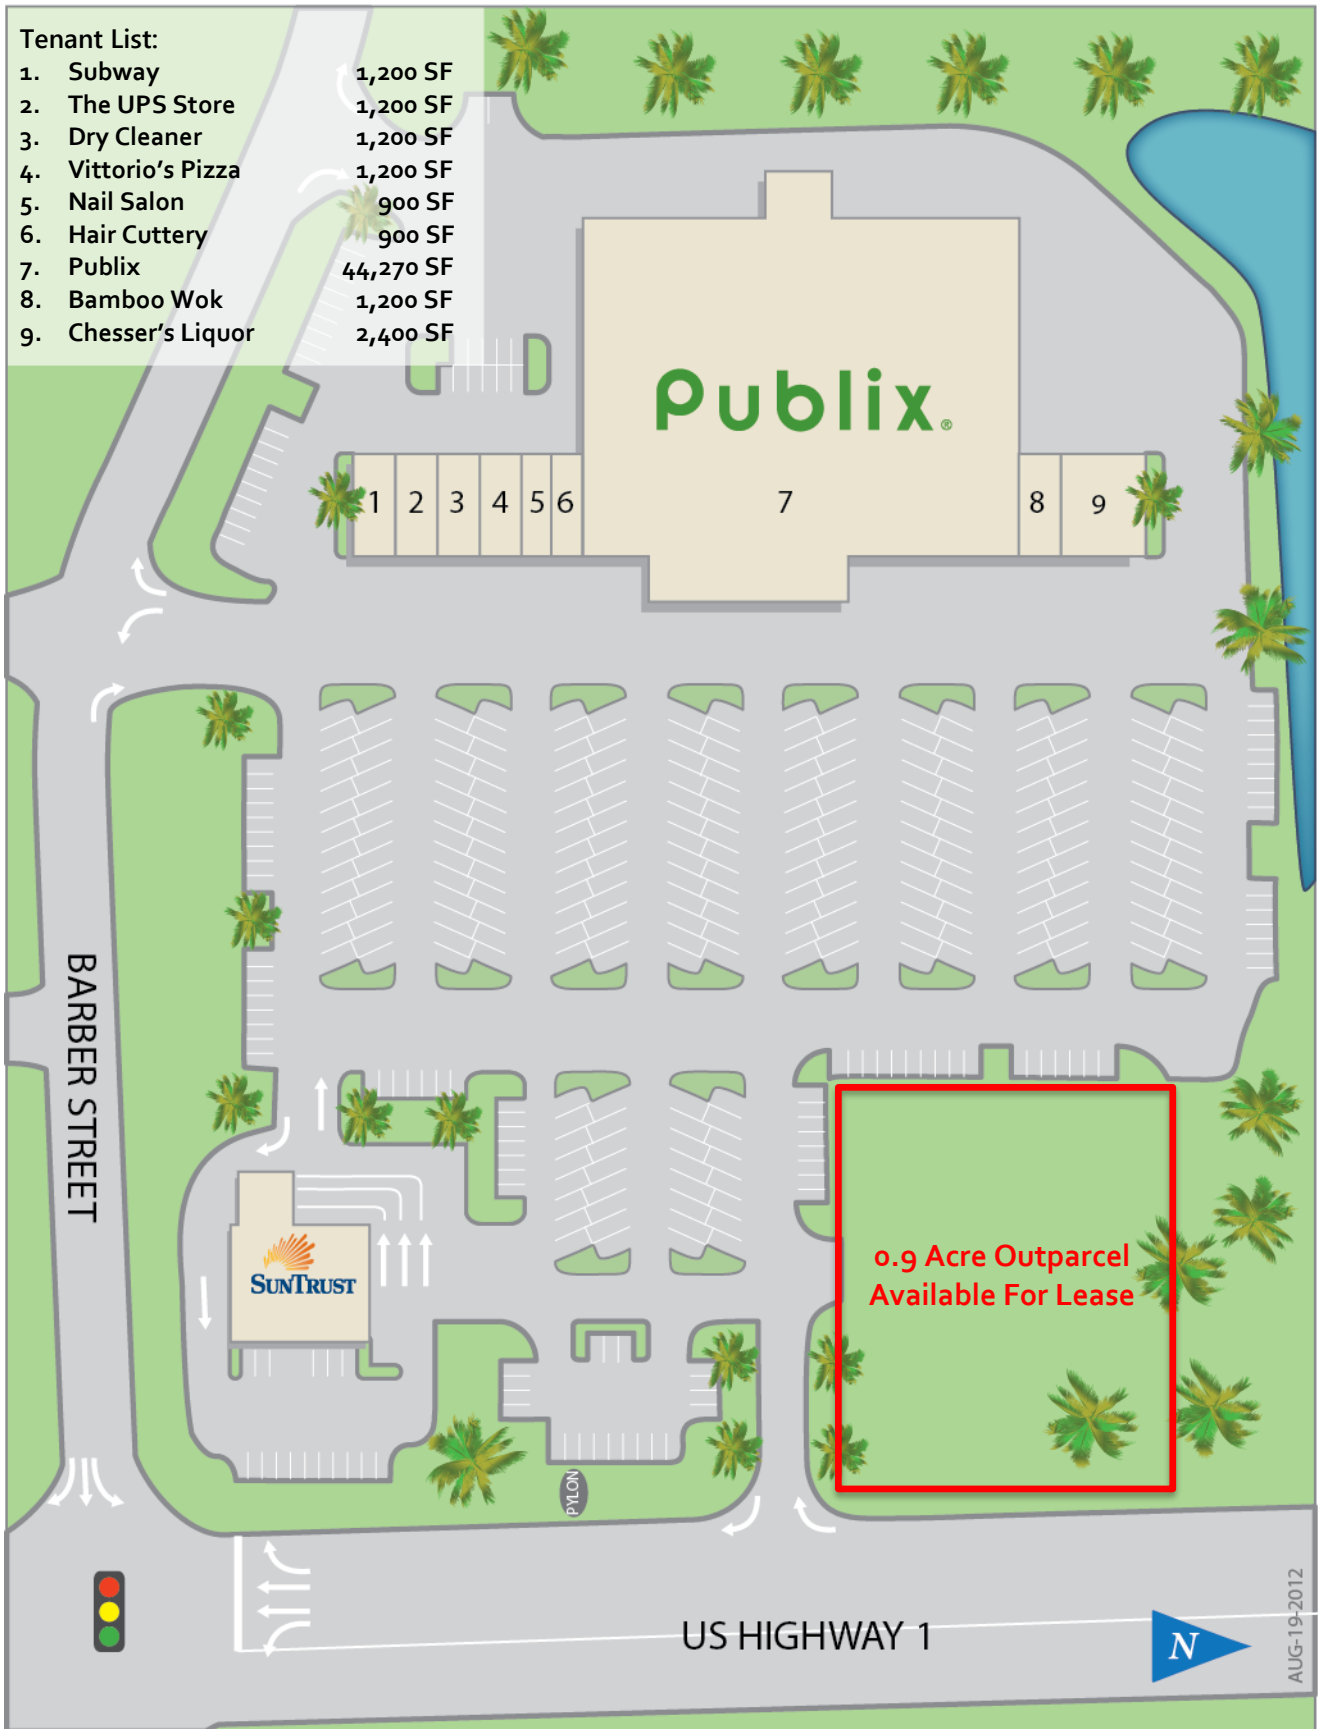 Tenant List:
1. Subway 1,200 SF
2. The UPS Store 1,200 SF
3. Dry Cleaner 1,200 SF
4. Vittorio's Pizza 1,200 SF
5. Nail Salon 900 SF
6. Hair Cuttery 900 SF
7. Publix 44,270 SF
8. Bamboo Wok 1,200 SF
9. Chesser's Liquor 2,400 SF
Publix®
1 2 3 4 5 6 7 8 9
BARBER STREET
SUNTRUST
0.9 Acre Outparcel
Available For Lease
PYLON
US HIGHWAY 1
N
AUG-19-2012